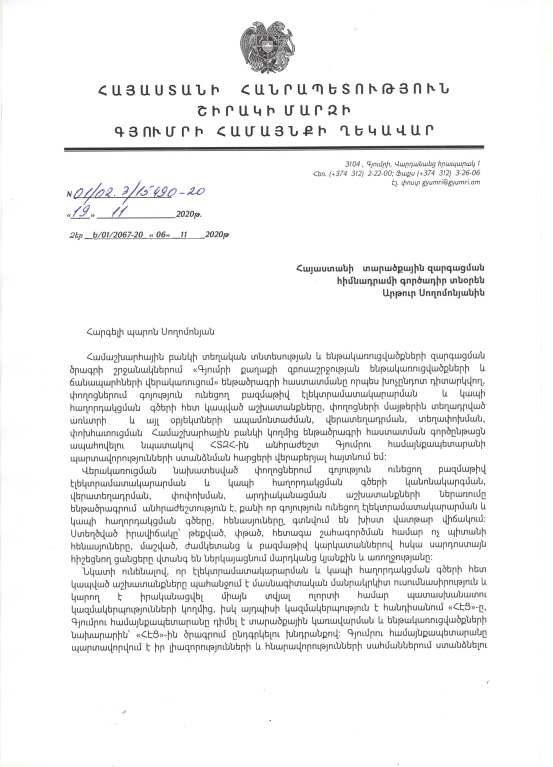 ՀԱՅԱՍՏԱՆԻ ՀԱՆՐԱՊԵՏՈՒԹՅՈՒՆ
ՇԻՐԱԿԻ ՄԱՐԶԻ
ԳՅՈՒՄՐԻ ՀԱՄԱՅՆՔԻ ՂԵԿԱՎԱՐ
3104 , Գյումրի, Վարդանանց հրապարակ 1
Հեռ. (+374 312) 2-22-00; Ֆաքս (+374 312) 3-26-06
Էլ. փոստ gyumri@gyumri.am
N 01/02.3/15490-20
«19» 11 2020թ.
Ձեր Ե/01/2067-20 « 06» 11 2020թ
Հայաստանի տարածքային զարգացման
հիմնադրամի գործադիր տնօրեն
Արթուր Սողոմոնյանին
Հարգելի պարոն Սողոմոնյան
Համաշխարհային բանկի տեղական տնտեսության և ենթակառուցվածքների զարգացման
ծրագրի շրջանակներում «Գյումրի քաղաքի զբոսաշրջության ենթակառուցվածքների և
ճանապարհների վերակառուցում» ենթածրագրի հաստատմանը որպես խոչընդոտ դիտարկվող,
փողոցներում գոյություն ունեցող բազմաթիվ էլեկտրամատակարարման և կապի
հաղորդակցման գծերի հետ կապված աշխատանքները, փողոցների մայթերին տեղադրված
առևտրի և այլ օբյեկտների ապամոնտաժման, վերատեղադրման, տեղափոխման,
փոխհատուցման Համաշխարհային բանկի կողմից ենթածրագրի հաստատման գործընթացն
ապահովելու նպատակով ՀՏԶՀ-ին անհրաժեշտ Գյումրու համայնքապետարանի
պարտավորությունների ստանձնման հարցերի վերաբերյալ հայտնում եմ՝
Վերակառուցման նախատեսված փողոցներում գոյություն ունեցող բազմաթիվ
էլեկտրամատակարարման և կապի հաղորդակցման գծերի կանոնակարգման,
վերատեղադրման, փոփոխման, արդիականացման աշխատանքների ներառումը
ենթածրագրում անհրաժեշտություն է, քանի որ գոյություն ունեցող էլեկտրամատակարարման և
կապի հաղորդակցման գծերը, հենասյուները, գտնվում են խիստ վատթար վիճակում:
Ստեղծված իրավիճակը՝ թեքված, փթած, հետագա շահագործման համար ոչ պիտանի
հենասյուները, մաշված, ժամկետանց և բազմաթիվ կարկատաններով հսկա սարդոստայն
հիշեցնող ցանցերը վտանգ են ներկայացնում մարդկանց կյանքին և առողջությանը:
Նկատի ունենալով, որ էլեկտրամատակարարման և կապի հաղորդակցման գծերի հետ
կապված աշխատանքները պահանջում է մասնագիտական մանրակրկիտ ուսումնասիրություն և
կարող է իրականացվել միայն տվյալ ոլորտի համար պատասխանատու
կազմակերպությունների կողմից, իսկ այդպիսի կազմակերպություն է հանդիսանում «ՀԷՑ»-ը,
Գյումրու համայնքապետարանը դիմել է տարածքային կառավարման և ենթակառուցվածքների
նախարարին՝ «ՀԷՑ»-ին ծրագրում ընդգրկելու խնդրանքով: Գյումրու համայնքապետարանը
պարտավորվում է իր լիազորությունների և հնարավորությունների սահմաններում ստանձնելու